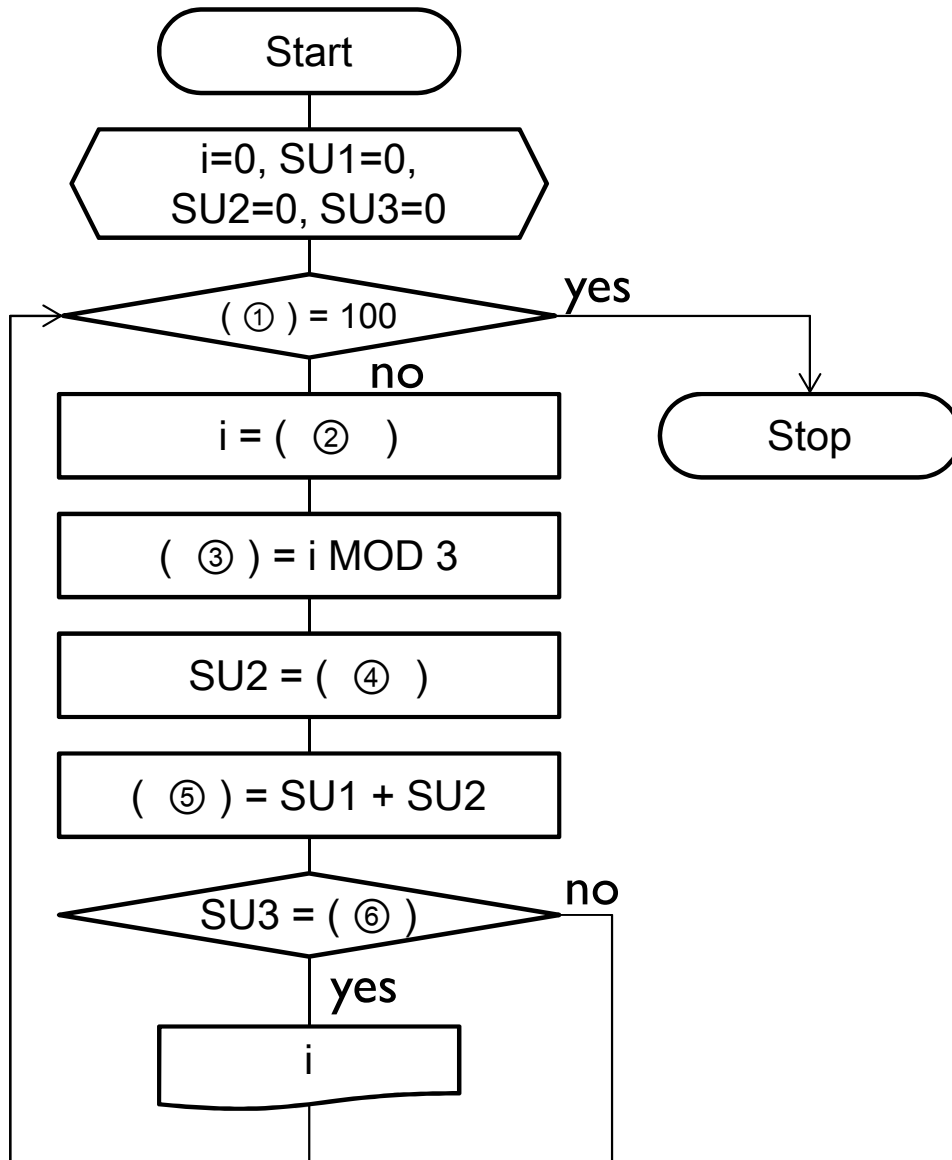 Start
i=0, SU1=0,
SU2=0, SU3=0
( ① ) = 100
yes
no
i = ( ② )
Stop
( ③ ) = i MOD 3
SU2 = ( ④ )
( ⑤ ) = SU1 + SU2
SU3 = ( ⑥ )
no
yes
i